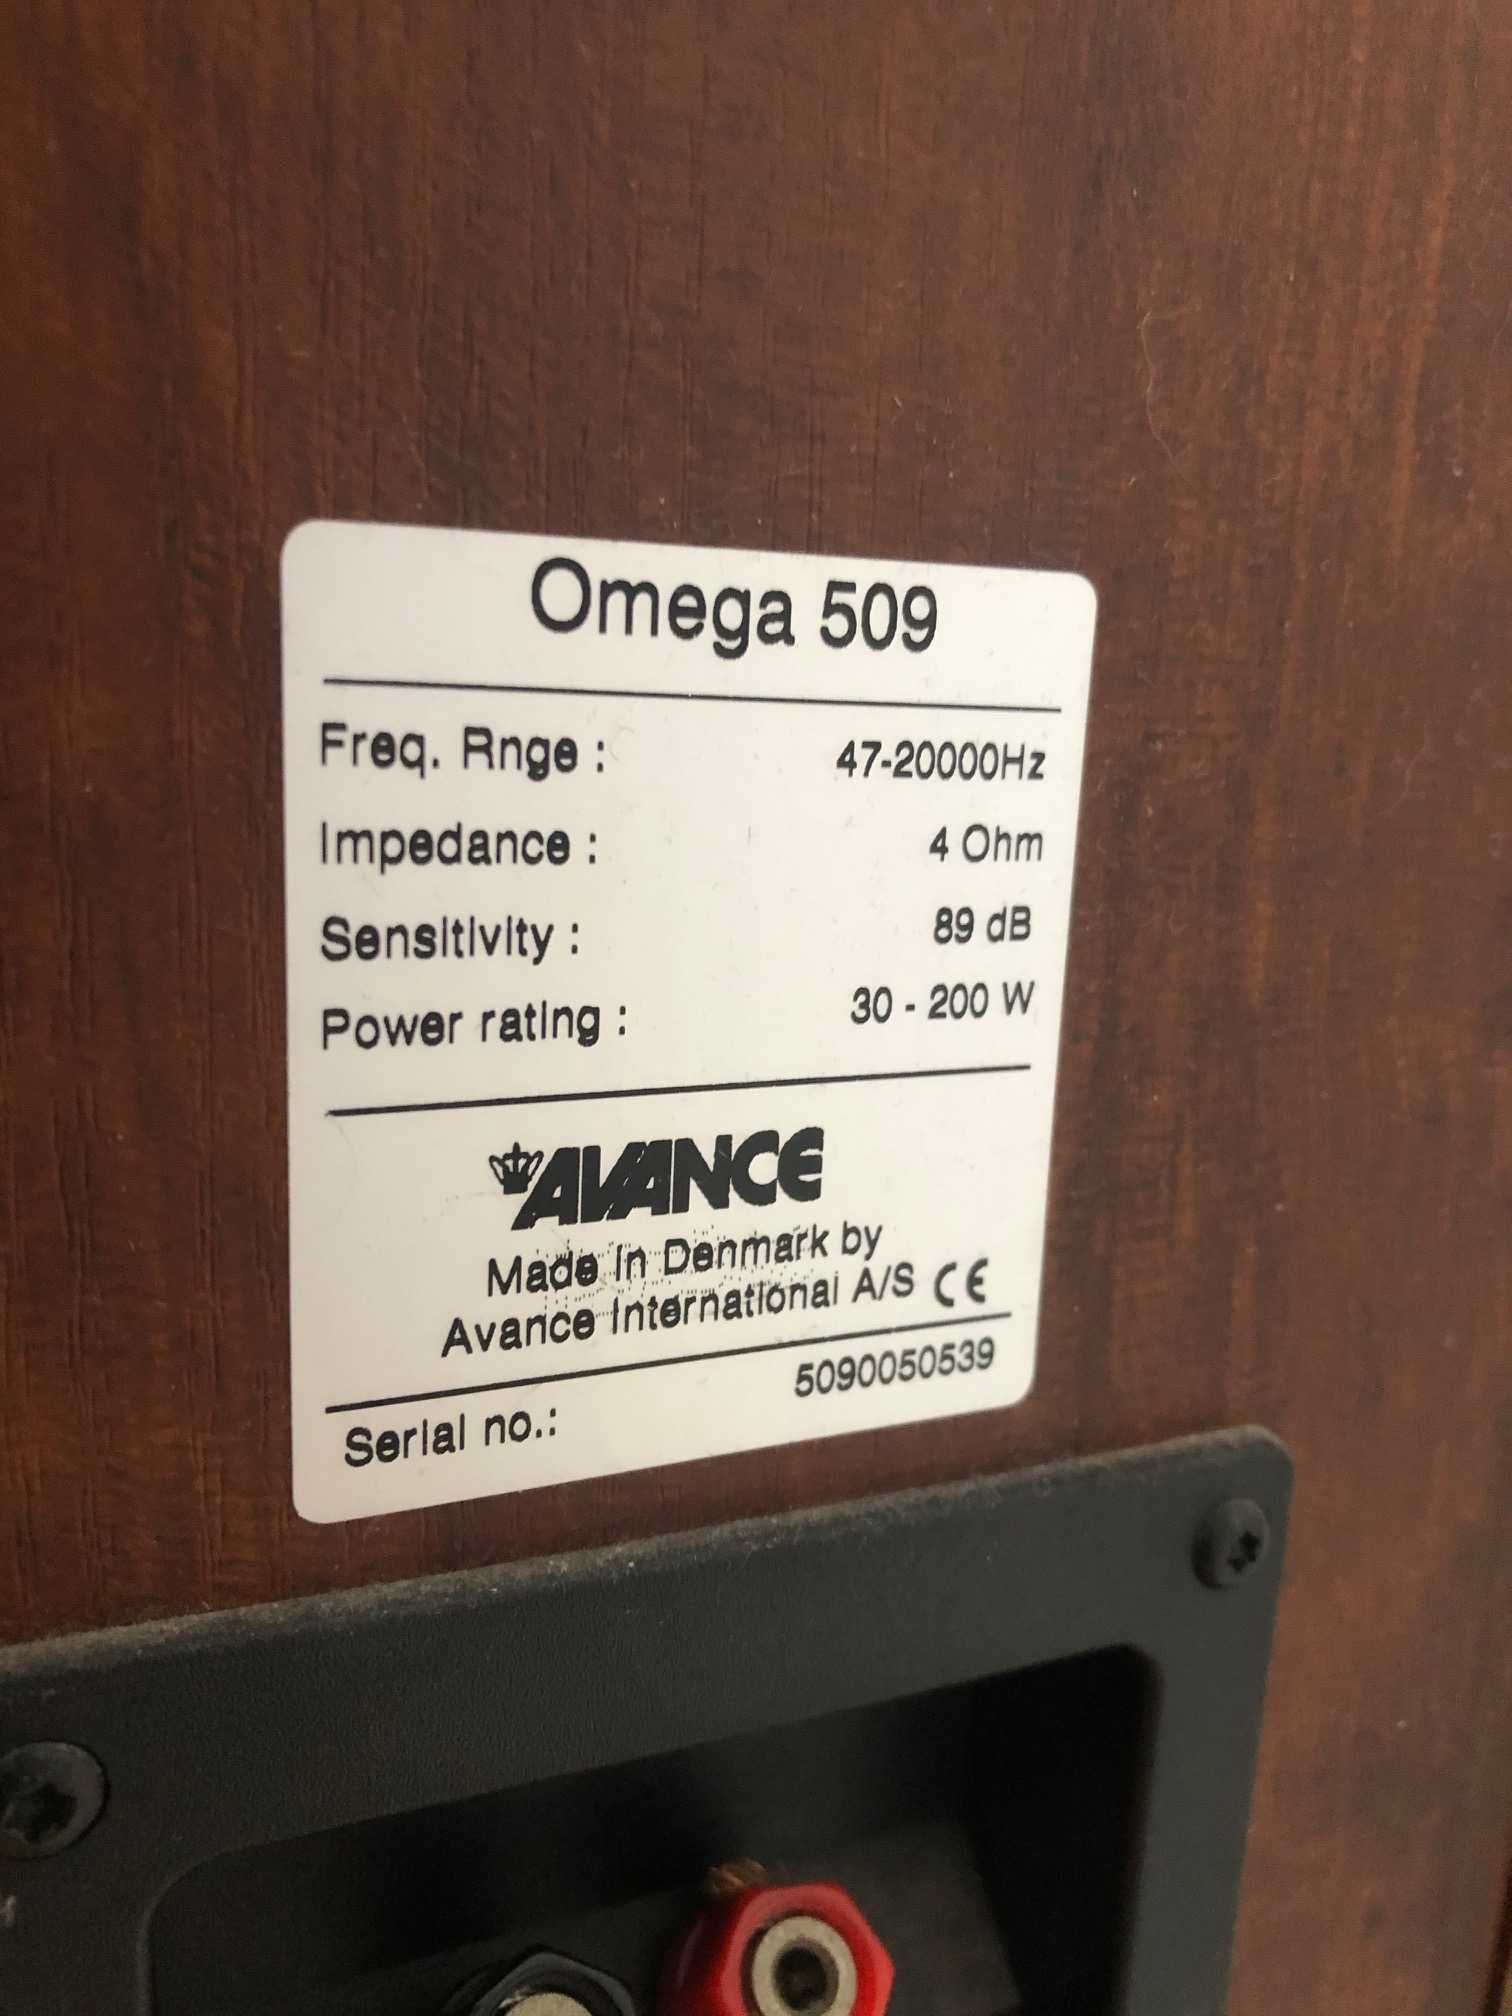 Omega 509
Freq. Rnge : 47-20000Hz
Impedance : 4 Ohm
Sensitivity : 89 dB
Power rating : 30 - 200 W
AVANCE
Made in Denmark by
Avance International A/S CE
Serial no.: 5090050539